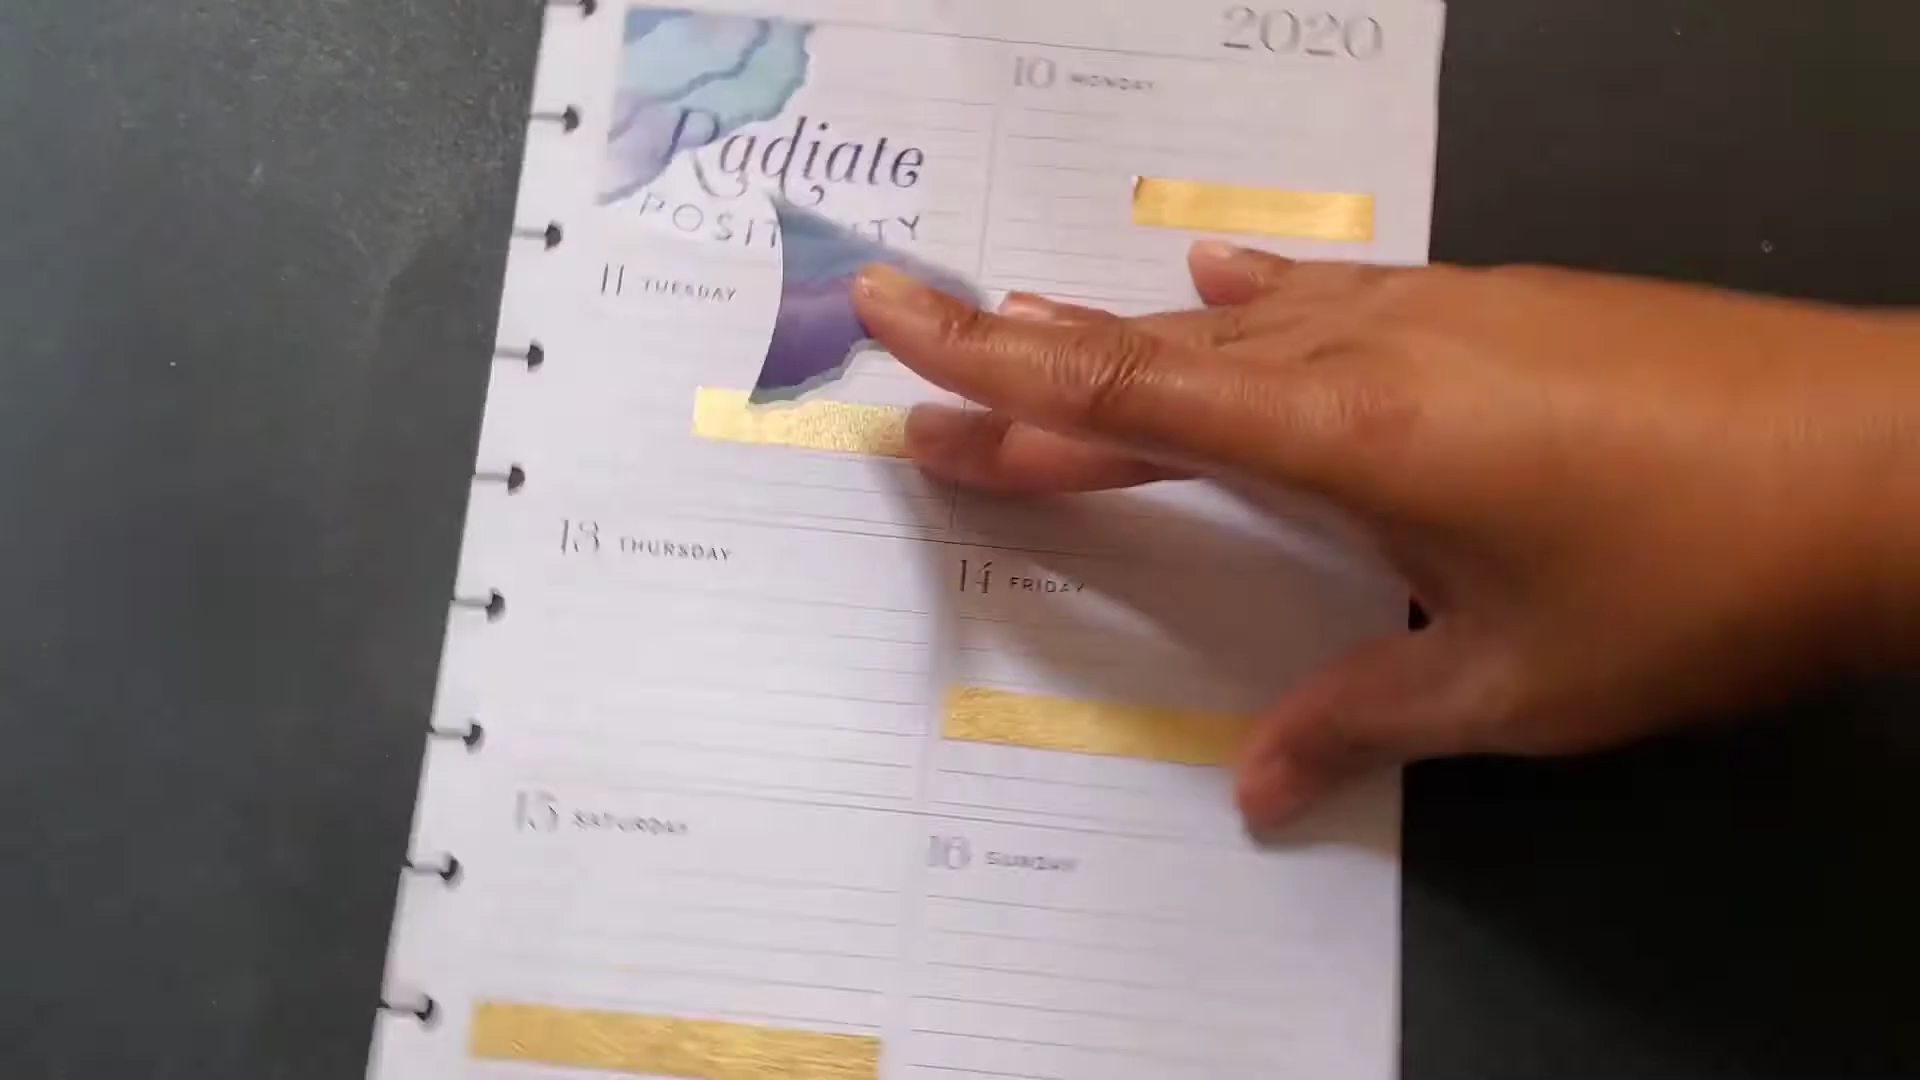 2020
10 MONDAY
Radiate
11 TUESDAY
13 THURSDAY
14 FRIDAY
15 SATURDAY
16 SUNDAY